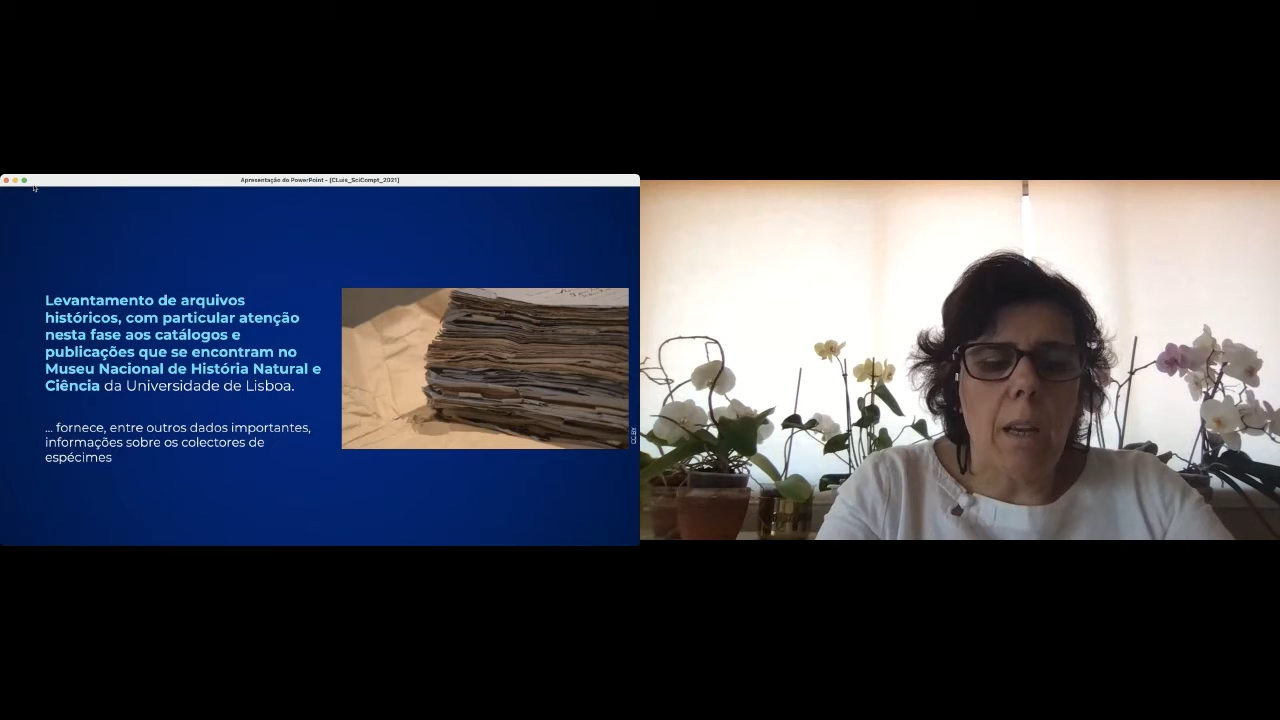 Apresentação do PowerPoint - [CLuis_SciCompt_2021]
Levantamento de arquivos
históricos, com particular atenção
nesta fase aos catálogos e
publicações que se encontram no
Museu Nacional de História Natural e
Ciência da Universidade de Lisboa.
... fornece, entre outros dados importantes,
informações sobre os colectores de
espécimes
CC BY